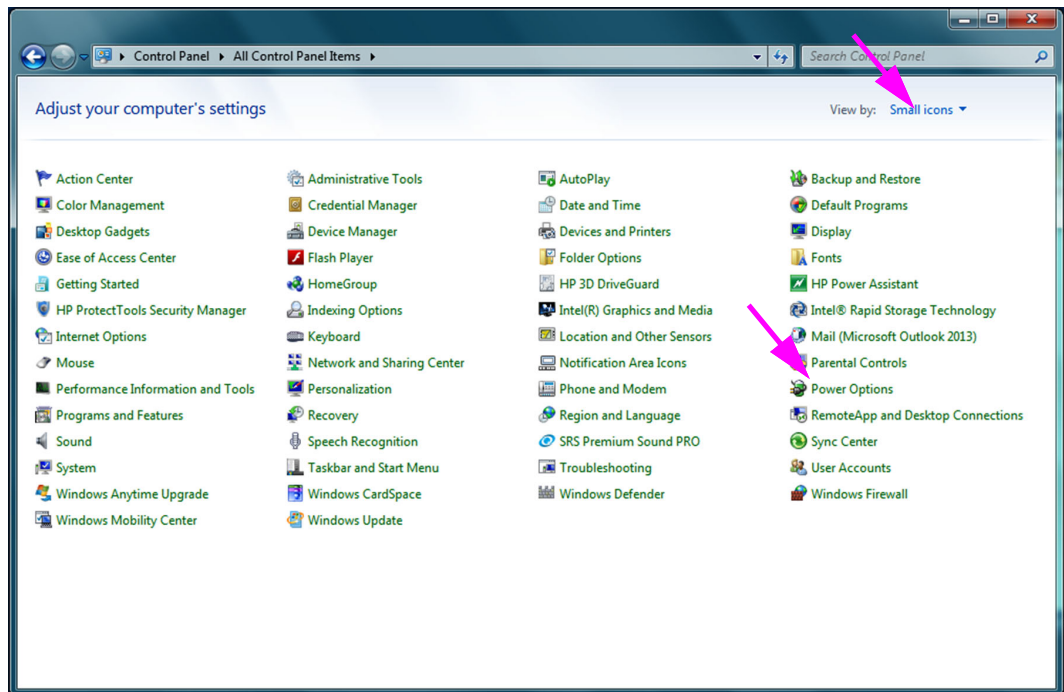 Control Panel All Control Panel Items Search Control Panel
Adjust your computer's settings View by: Small icons
Action Center Administrative Tools AutoPlay Backup and Restore
Color Management Credential Manager Date and Time Default Programs
Desktop Gadgets Device Manager Devices and Printers Display
Ease of Access Center Flash Player Folder Options Fonts
Getting Started HomeGroup HP 3D DriveGuard HP Power Assistant
HP ProtectTools Security Manager Indexing Options Intel(R) Graphics and Media Intel® Rapid Storage Technology
Internet Options Keyboard Location and Other Sensors Mail (Microsoft Outlook 2013)
Mouse Network and Sharing Center Notification Area Icons Parental Controls
Performance Information and Tools Personalization Phone and Modem Power Options
Programs and Features Recovery Region and Language RemoteApp and Desktop Connections
Sound Speech Recognition SRS Premium Sound PRO Sync Center
System Taskbar and Start Menu Troubleshooting User Accounts
Windows Anytime Upgrade Windows CardSpace Windows Defender Windows Firewall
Windows Mobility Center Windows Update